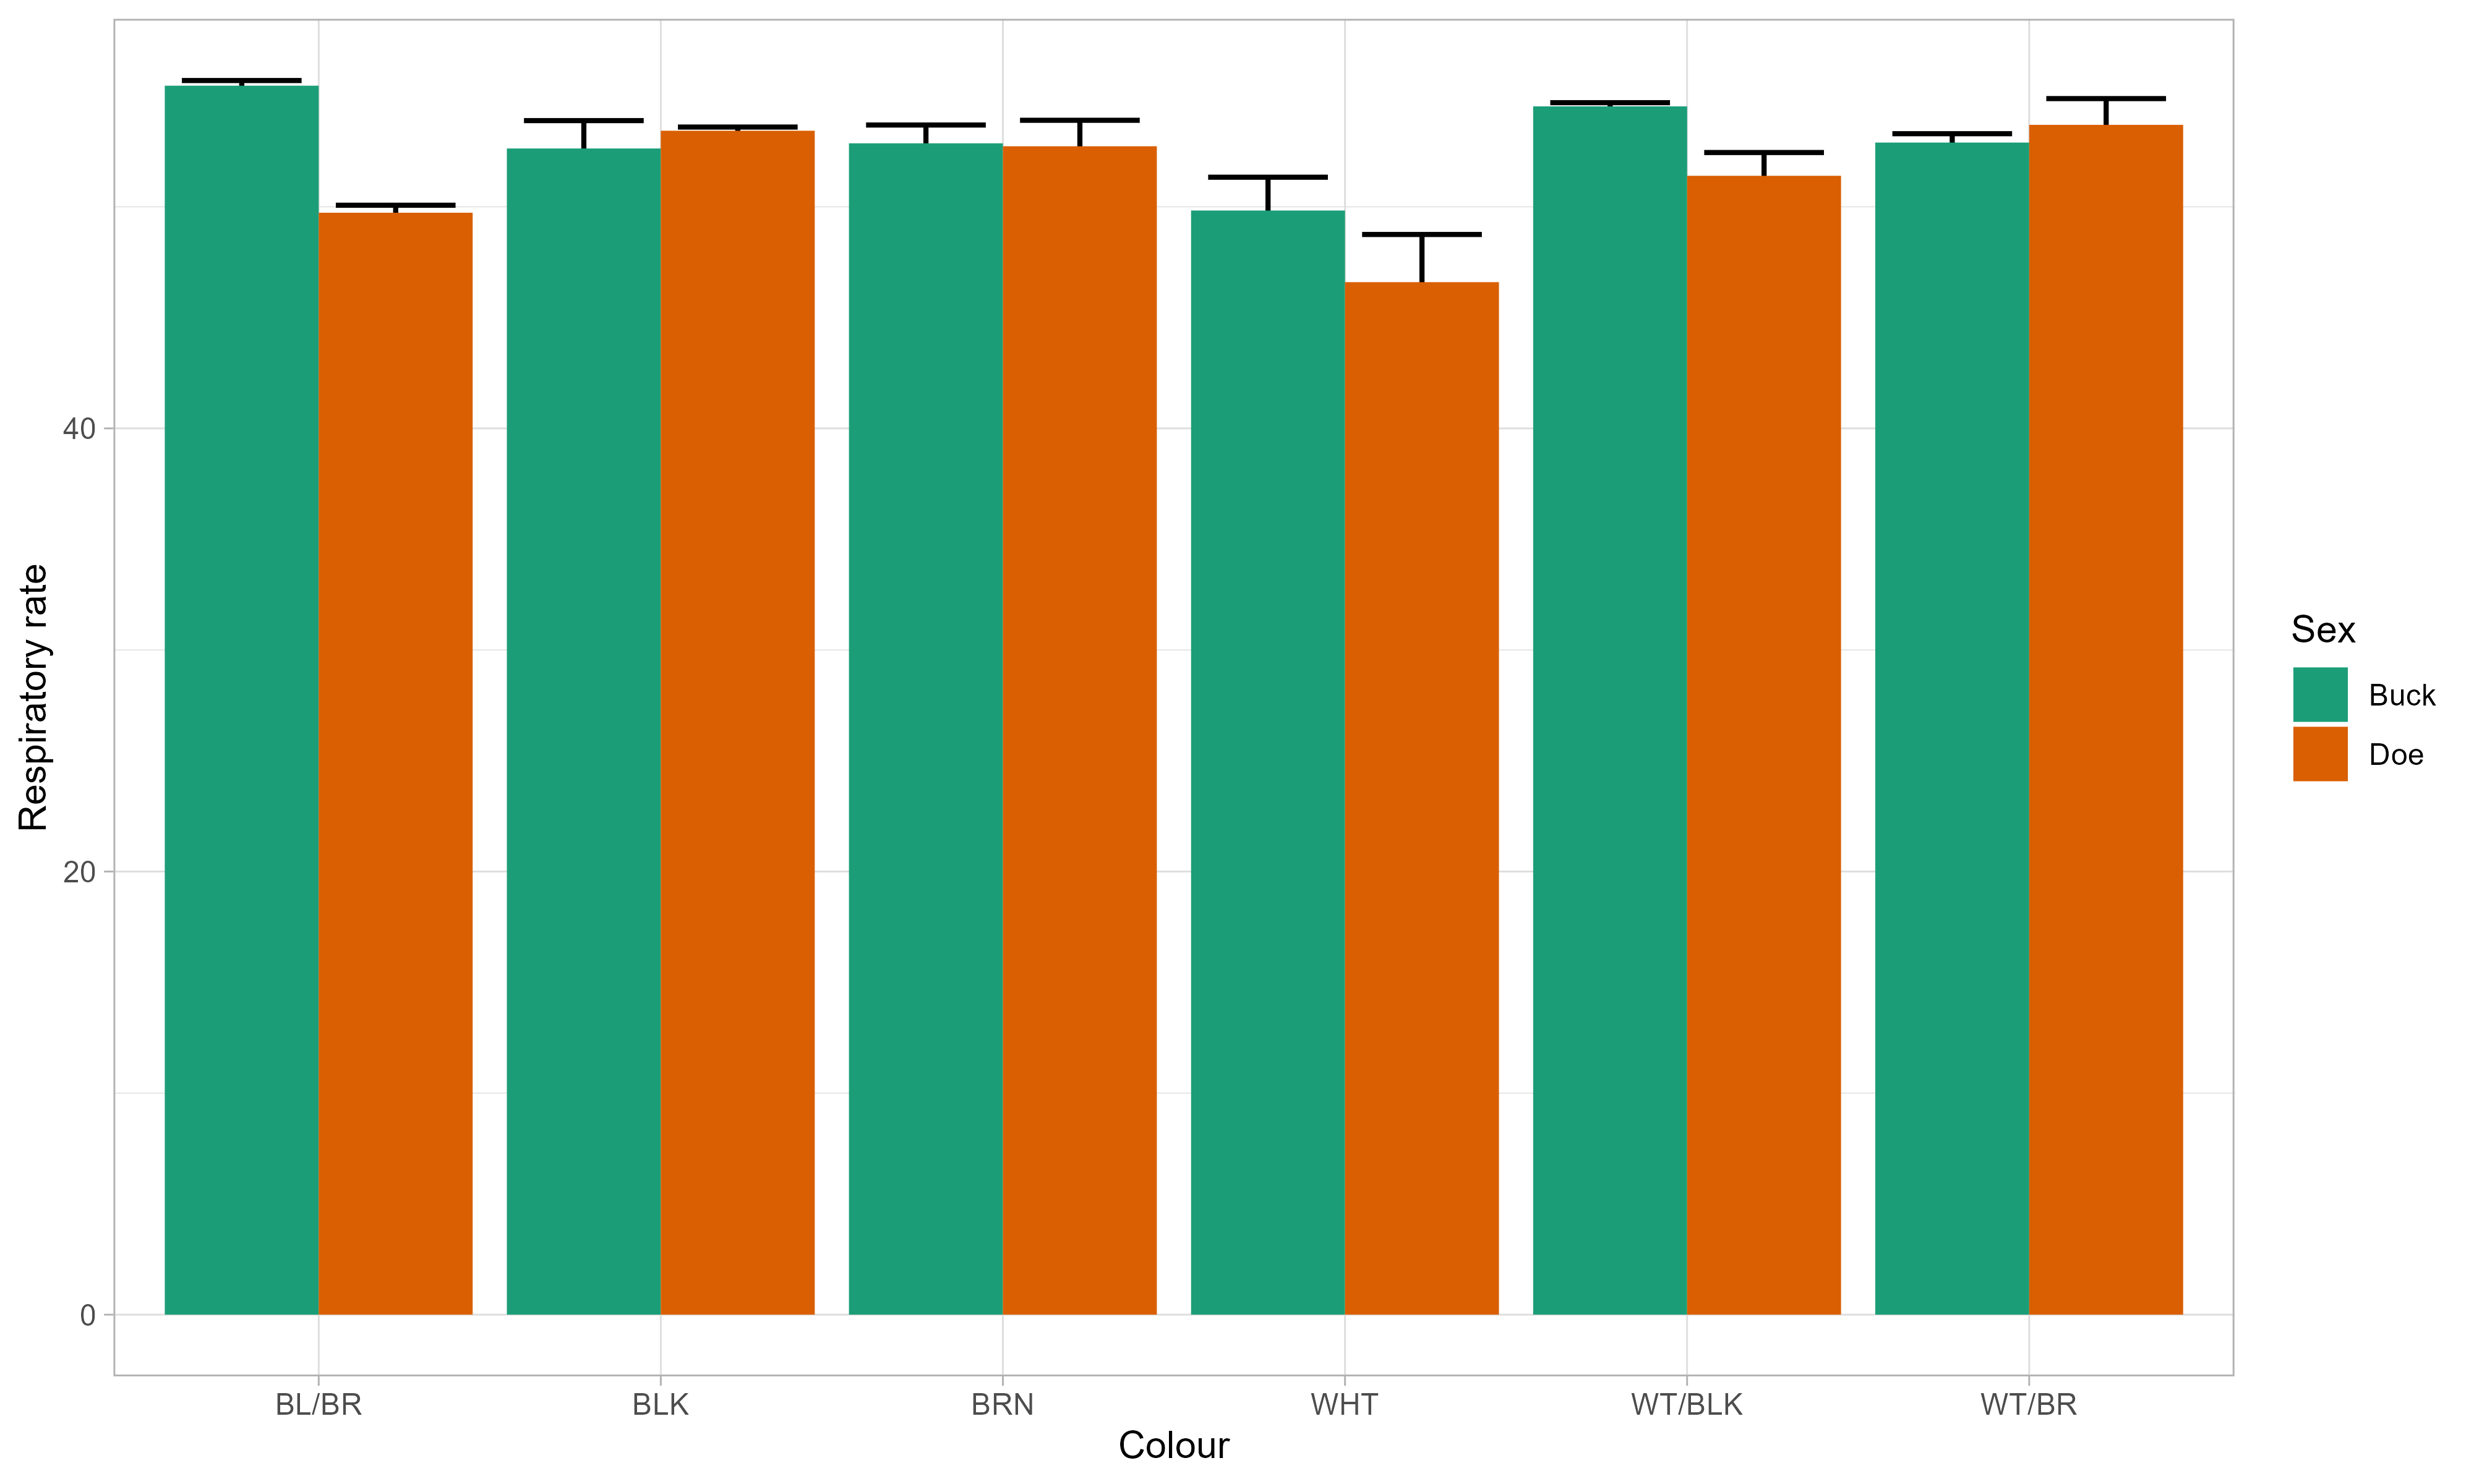 Respiratory rate
40
20
0
BL/BR BLK BRN WHT WT/BLK WT/BR
Colour
Sex
Buck
Doe